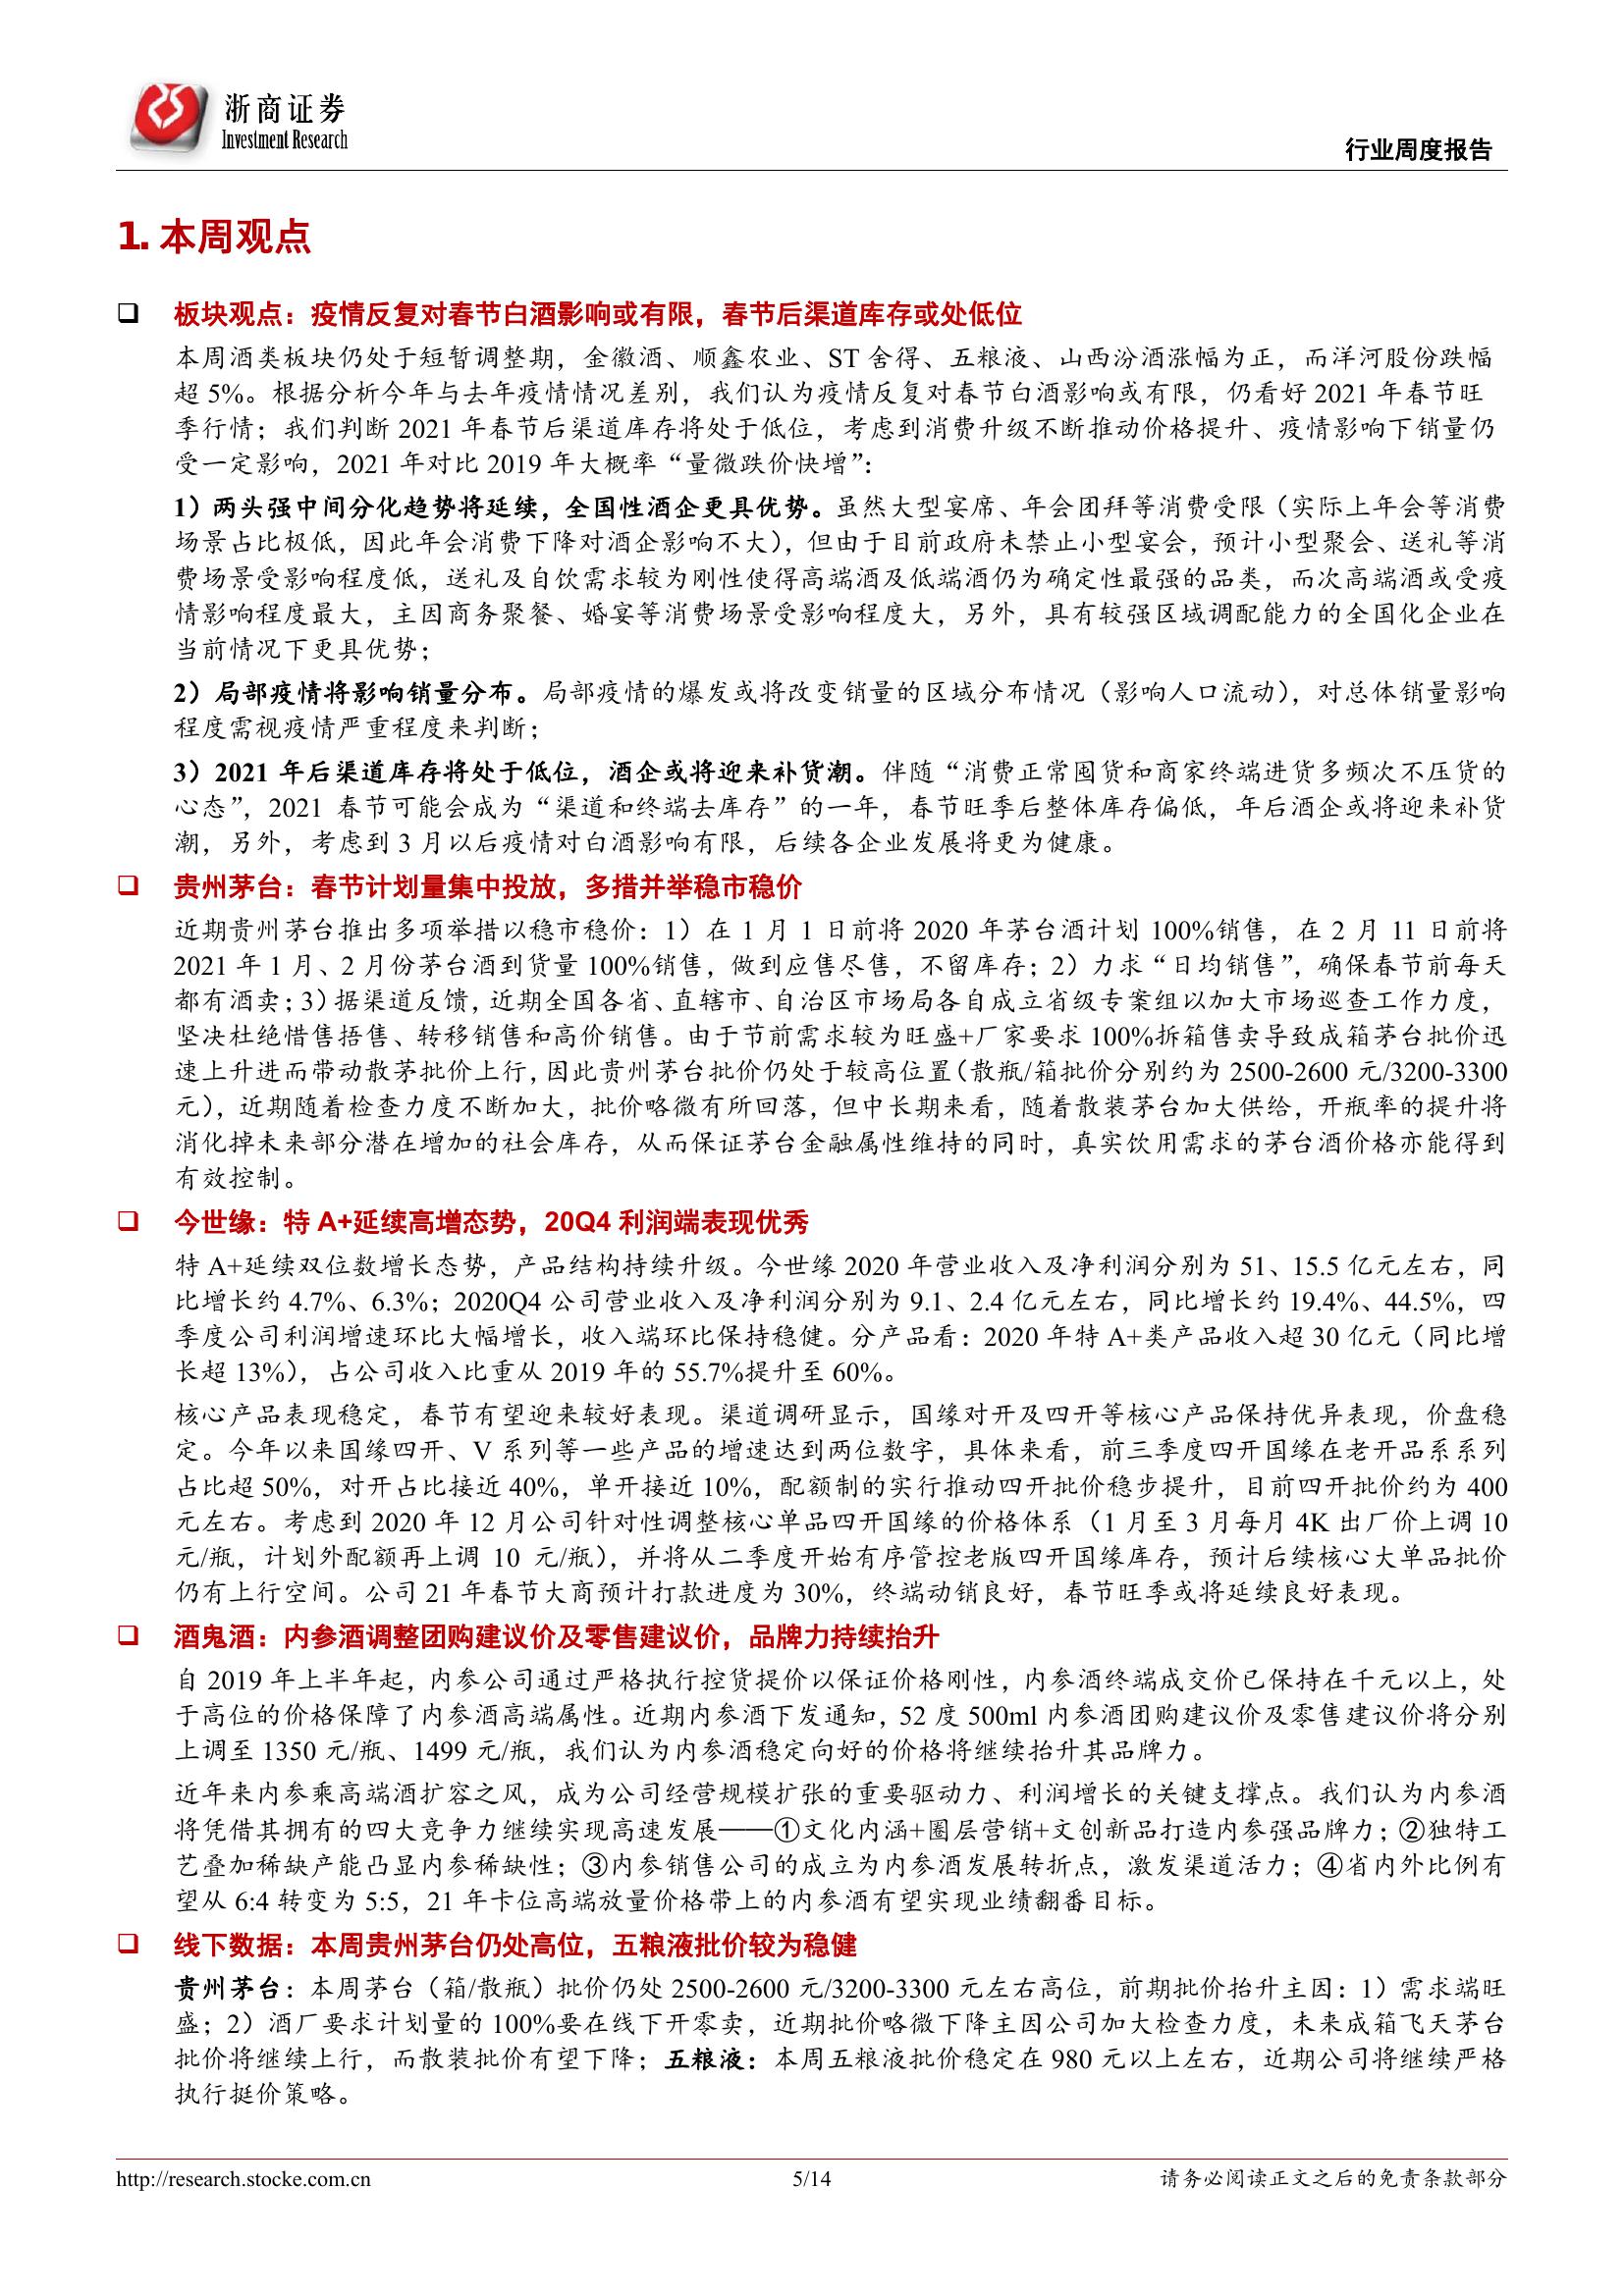 浙商证券
Investment Research
行业周度报告
1. 本周观点
❑ 板块观点：疫情反复对春节白酒影响或有限，春节后渠道库存或处低位
本周酒类板块仍处于短暂调整期，金徽酒、顺鑫农业、ST 舍得、五粮液、山西汾酒涨幅为正，而洋河股份跌幅
超 5%。根据分析今年与去年疫情情况差别，我们认为疫情反复对春节白酒影响或有限，仍看好 2021 年春节旺
季行情；我们判断 2021 年春节后渠道库存将处于低位，考虑到消费升级不断推动价格提升、疫情影响下销量仍
受一定影响，2021 年对比 2019 年大概率“量微跌价快增”：
1）两头强中间分化趋势将延续，全国性酒企更具优势。虽然大型宴席、年会团拜等消费受限（实际上年会等消费
场景占比极低，因此年会消费下降对酒企影响不大），但由于目前政府未禁止小型宴会，预计小型聚会、送礼等消
费场景受影响程度低，送礼及自饮需求较为刚性使得高端酒及低端酒仍为确定性最强的品类，而次高端酒或受疫
情影响程度最大，主因商务聚餐、婚宴等消费场景受影响程度大，另外，具有较强区域调配能力的全国化企业在
当前情况下更具优势；
2）局部疫情将影响销量分布。局部疫情的爆发或将改变销量的区域分布情况（影响人口流动），对总体销量影响
程度需视疫情严重程度来判断；
3）2021 年后渠道库存将处于低位，酒企或将迎来补货潮。伴随“消费正常囤货和商家终端进货多频次不压货的
心态”，2021 春节可能会成为“渠道和终端去库存”的一年，春节旺季后整体库存偏低，年后酒企或将迎来补货
潮，另外，考虑到 3 月以后疫情对白酒影响有限，后续各企业发展将更为健康。
❑ 贵州茅台：春节计划量集中投放，多措并举稳市稳价
近期贵州茅台推出多项举措以稳市稳价：1）在 1 月 1 日前将 2020 年茅台酒计划 100%销售，在 2 月 11 日前将
2021 年 1 月、2 月份茅台酒到货量 100%销售，做到应售尽售，不留库存；2）力求“日均销售”，确保春节前每天
都有酒卖；3）据渠道反馈，近期全国各省、直辖市、自治区市场局各自成立省级专案组以加大市场巡查工作力度，
坚决杜绝惜售捂售、转移销售和高价销售。由于节前需求较为旺盛+厂家要求 100%拆箱售卖导致成箱茅台批价迅
速上升进而带动散茅批价上行，因此贵州茅台批价仍处于较高位置（散瓶/箱批价分别约为 2500-2600 元/3200-3300
元），近期随着检查力度不断加大，批价略微有所回落，但中长期来看，随着散装茅台加大供给，开瓶率的提升将
消化掉未来部分潜在增加的社会库存，从而保证茅台金融属性维持的同时，真实饮用需求的茅台酒价格亦能得到
有效控制。
❑ 今世缘：特 A+延续高增态势，20Q4 利润端表现优秀
特 A+延续双位数增长态势，产品结构持续升级。今世缘 2020 年营业收入及净利润分别为 51、15.5 亿元左右，同
比增长约 4.7%、6.3%；2020Q4 公司营业收入及净利润分别为 9.1、2.4 亿元左右，同比增长约 19.4%、44.5%，四
季度公司利润增速环比大幅增长，收入端环比保持稳健。分产品看：2020 年特 A+类产品收入超 30 亿元（同比增
长超 13%），占公司收入比重从 2019 年的 55.7%提升至 60%。
核心产品表现稳定，春节有望迎来较好表现。渠道调研显示，国缘对开及四开等核心产品保持优异表现，价盘稳
定。今年以来国缘四开、V 系列等一些产品的增速达到两位数字，具体来看，前三季度四开国缘在老开品系系列
占比超 50%，对开占比接近 40%，单开接近 10%，配额制的实行推动四开批价稳步提升，目前四开批价约为 400
元左右。考虑到 2020 年 12 月公司针对性调整核心单品四开国缘的价格体系（1 月至 3 月每月 4K 出厂价上调 10
元/瓶，计划外配额再上调 10 元/瓶），并将从二季度开始有序管控老版四开国缘库存，预计后续核心大单品批价
仍有上行空间。公司 21 年春节大商预计打款进度为 30%，终端动销良好，春节旺季或将延续良好表现。
❑ 酒鬼酒：内参酒调整团购建议价及零售建议价，品牌力持续抬升
自 2019 年上半年起，内参公司通过严格执行控货提价以保证价格刚性，内参酒终端成交价已保持在千元以上，处
于高位的价格保障了内参酒高端属性。近期内参酒下发通知，52 度 500ml 内参酒团购建议价及零售建议价将分别
上调至 1350 元/瓶、1499 元/瓶，我们认为内参酒稳定向好的价格将继续抬升其品牌力。
近年来内参乘高端酒扩容之风，成为公司经营规模扩张的重要驱动力、利润增长的关键支撑点。我们认为内参酒
将凭借其拥有的四大竞争力继续实现高速发展——①文化内涵+圈层营销+文创新品打造内参强品牌力；②独特工
艺叠加稀缺产能凸显内参稀缺性；③内参销售公司的成立为内参酒发展转折点，激发渠道活力；④省内外比例有
望从 6:4 转变为 5:5，21 年卡位高端放量价格带上的内参酒有望实现业绩翻番目标。
❑ 线下数据：本周贵州茅台仍处高位，五粮液批价较为稳健
贵州茅台：本周茅台（箱/散瓶）批价仍处 2500-2600 元/3200-3300 元左右高位，前期批价抬升主因：1）需求端旺
盛；2）酒厂要求计划量的 100%要在线下开零卖，近期批价略微下降主因公司加大检查力度，未来成箱飞天茅台
批价将继续上行，而散装批价有望下降；五粮液：本周五粮液批价稳定在 980 元以上左右，近期公司将继续严格
执行挺价策略。
http://research.stocke.com.cn
5/14
请务必阅读正文之后的免责条款部分